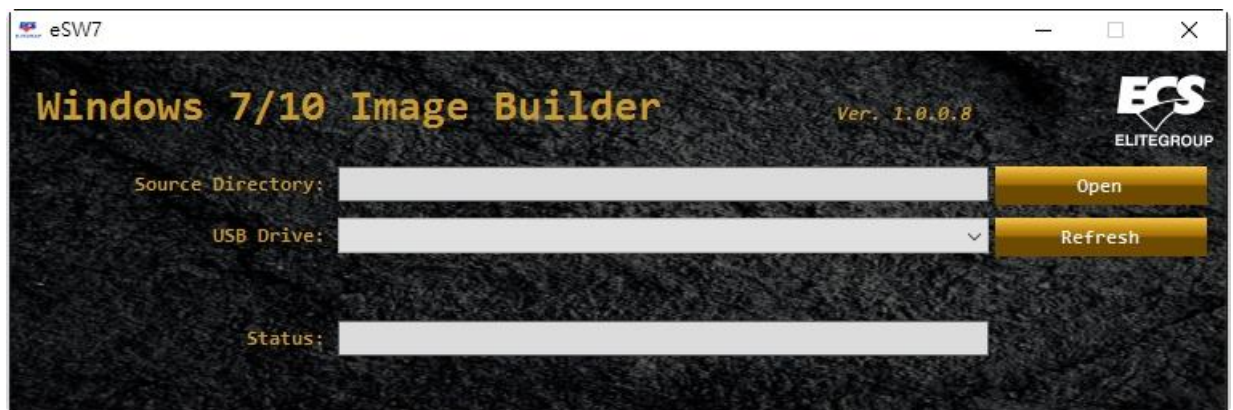 eSW7
Windows 7/10 Image Builder Ver. 1.0.0.8
ECS
ELITEGROUP
Source Directory: Open
USB Drive: Refresh
Status: